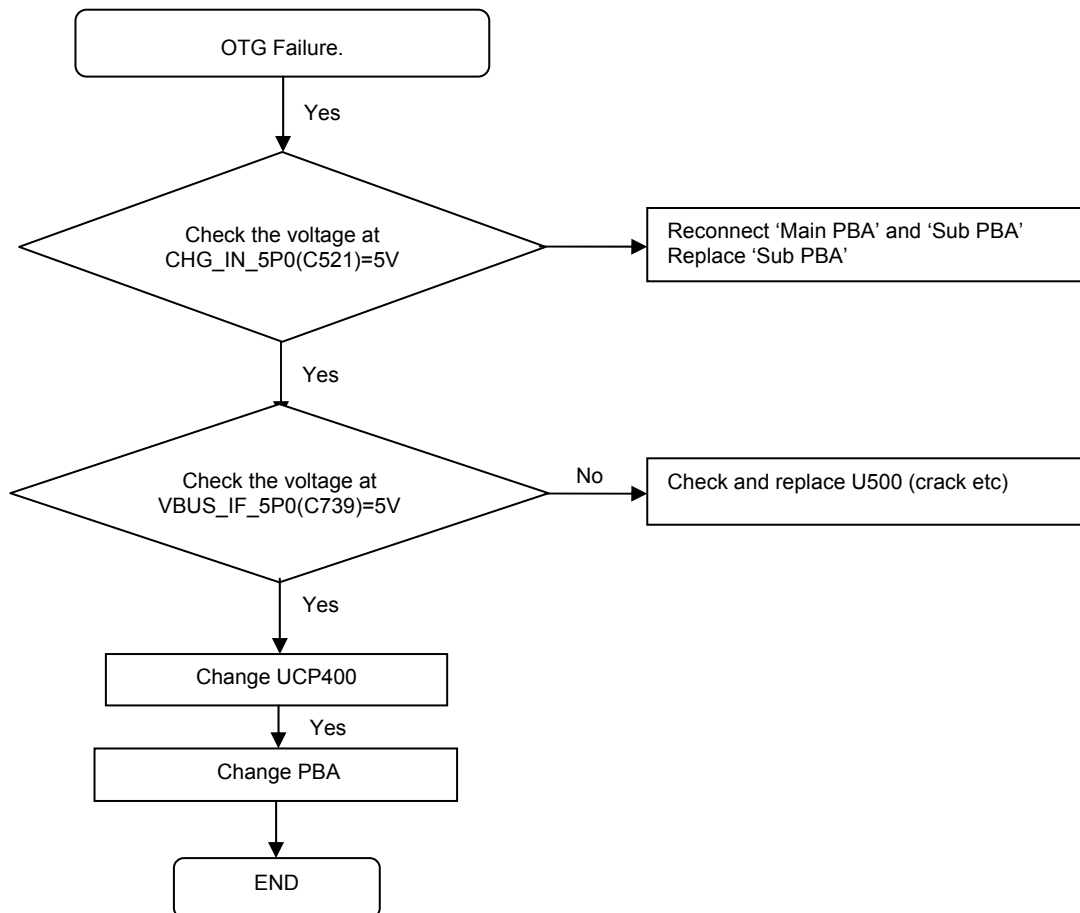 OTG Failure.
Yes
Check the voltage at
CHG_IN_5P0(C521)=5V
Reconnect ‘Main PBA’ and ‘Sub PBA’
Replace ‘Sub PBA’
Yes
Check the voltage at
VBUS_IF_5P0(C739)=5V
No
Check and replace U500 (crack etc)
Yes
Change UCP400
Yes
Change PBA
END